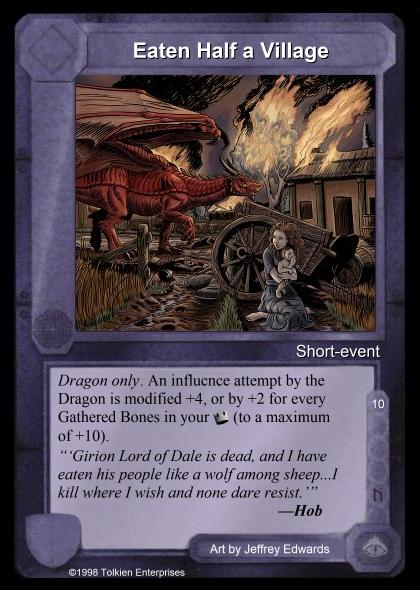 Eaten Half a Village
Short-event
Dragon only. An influcnce attempt by the
Dragon is modified +4, or by +2 for every
Gathered Bones in your (to a maximum
of +10).
10
“‘Girion Lord of Dale is dead, and I have
eaten his people like a wolf among sheep...I
kill where I wish and none dare resist.’”
—Hob
Art by Jeffrey Edwards
©1998 Tolkien Enterprises